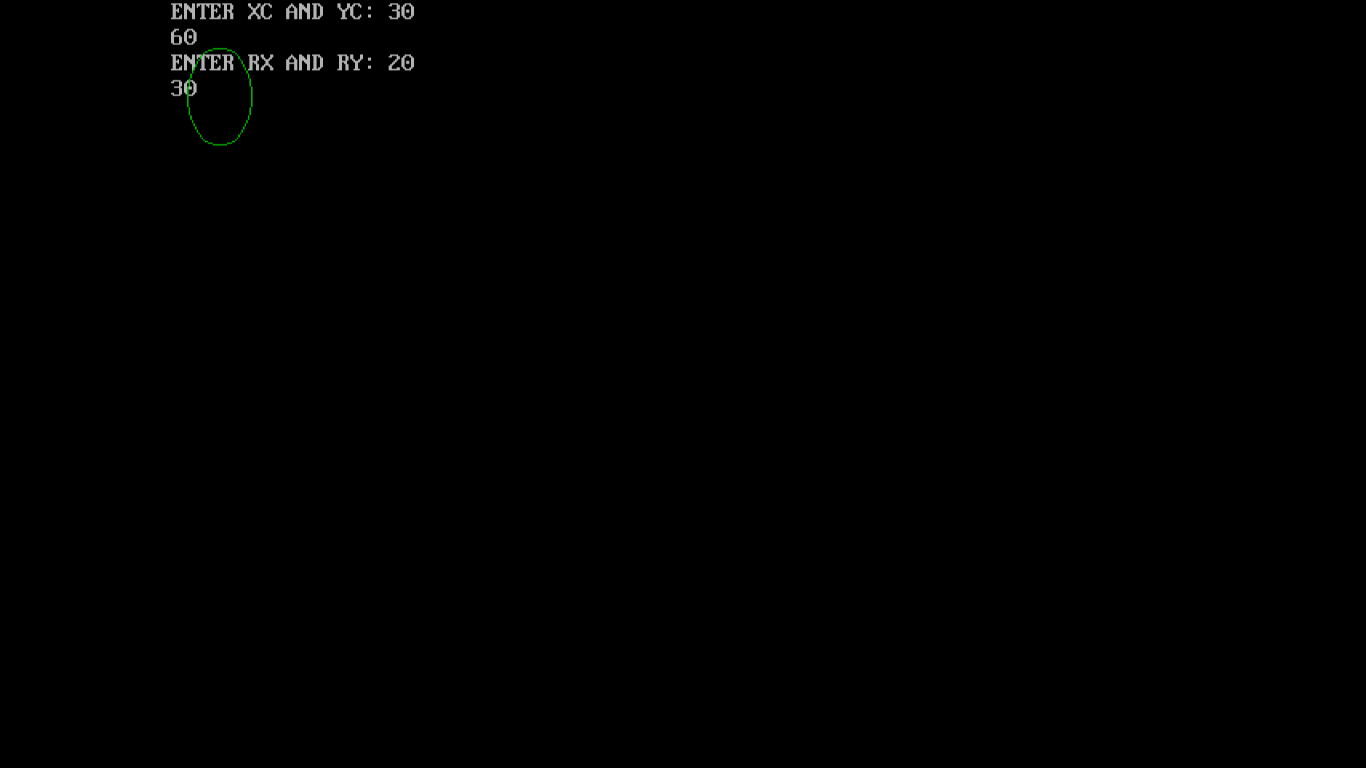 ENTER XC AND YC: 30
60
ENTER RX AND RY: 20
30